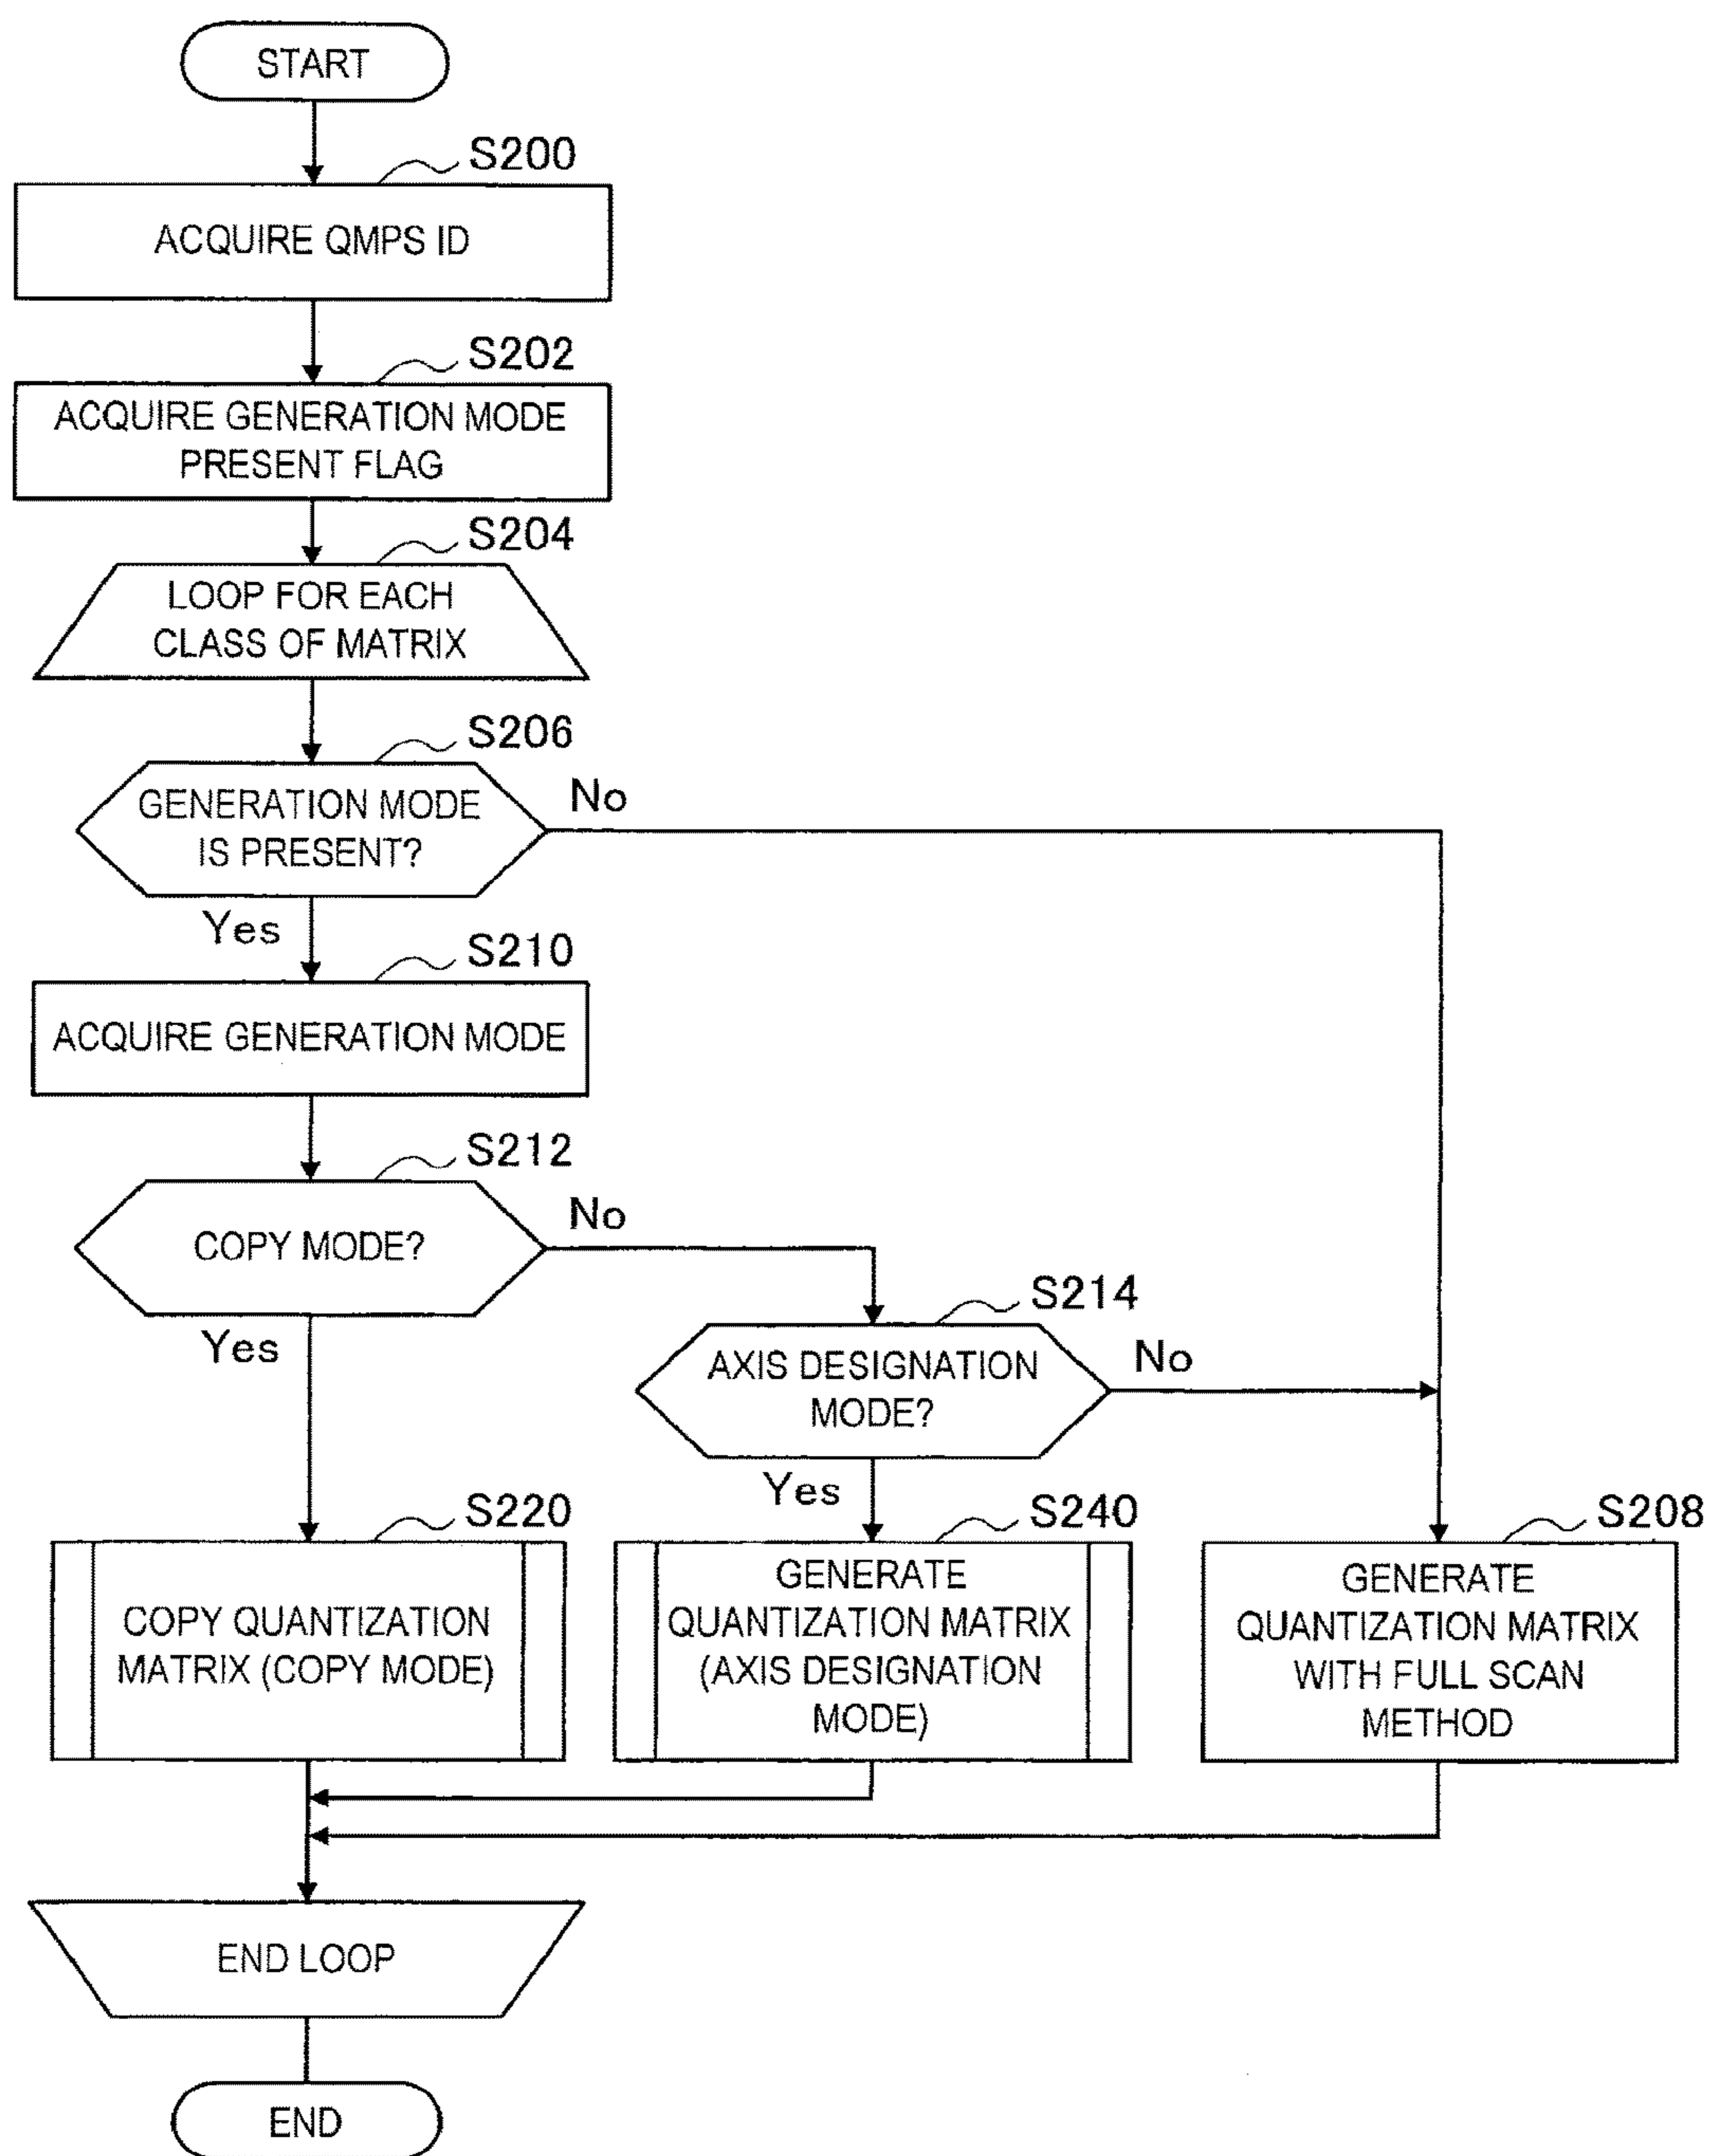 START
S200
ACQUIRE QMPS ID
S202
ACQUIRE GENERATION MODE
PRESENT FLAG
S204
LOOP FOR EACH
CLASS OF MATRIX
S206
GENERATION MODE
IS PRESENT?
No
Yes
S210
ACQUIRE GENERATION MODE
S212
COPY MODE?
No
Yes
S214
AXIS DESIGNATION
MODE?
No
Yes
S220
COPY QUANTIZATION
MATRIX (COPY MODE)
S240
GENERATE
QUANTIZATION MATRIX
(AXIS DESIGNATION
MODE)
S208
GENERATE
QUANTIZATION MATRIX
WITH FULL SCAN
METHOD
END LOOP
END